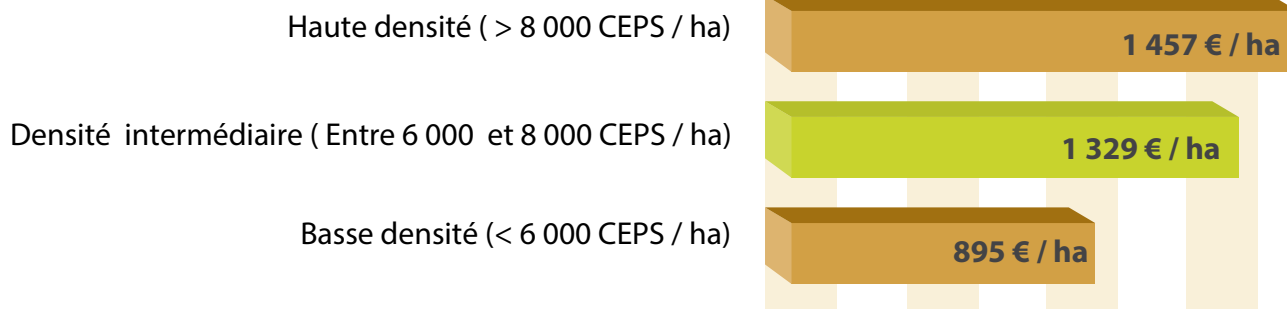 Haute densité ( > 8 000 CEPS / ha)
1 457 € / ha
Densité intermédiaire ( Entre 6 000 et 8 000 CEPS / ha)
1 329 € / ha
Basse densité (< 6 000 CEPS / ha)
895 € / ha